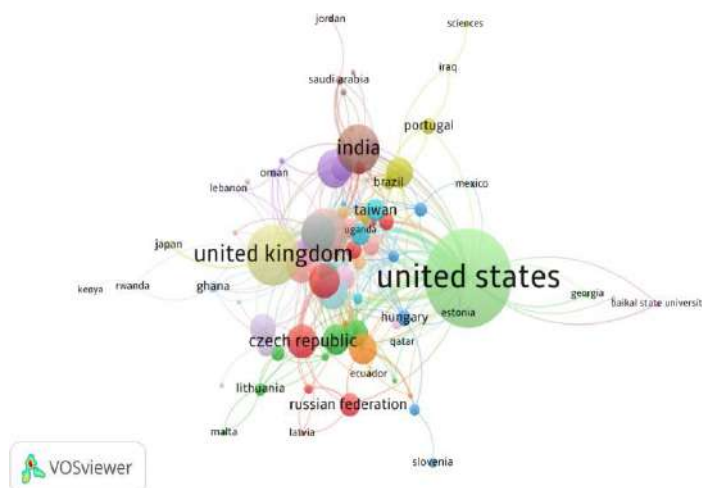 jordan
sciences
iraq
saudi arabia
portugal
india
brazil
oman
mexico
lebanon
taiwan
uganda
united kingdom
japan
united states
kenya
rwanda
ghana
georgia
baikal state universit
estonia
hungary
czech republic
qatar
ecuador
lithuania
russian federation
malta
latvia
slovenia
VOSviewer